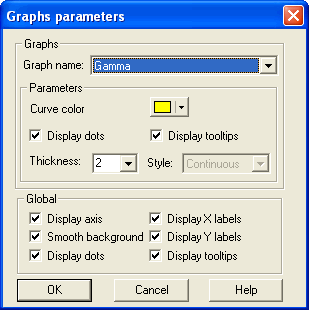 Graphs parameters
Graphs
Graph name: Gamma
Parameters
Curve color
Display dots Display tooltips
Thickness: 2 Style: Continuous
Global
Display axis Display X labels
Smooth background Display Y labels
Display dots Display tooltips
OK Cancel Help